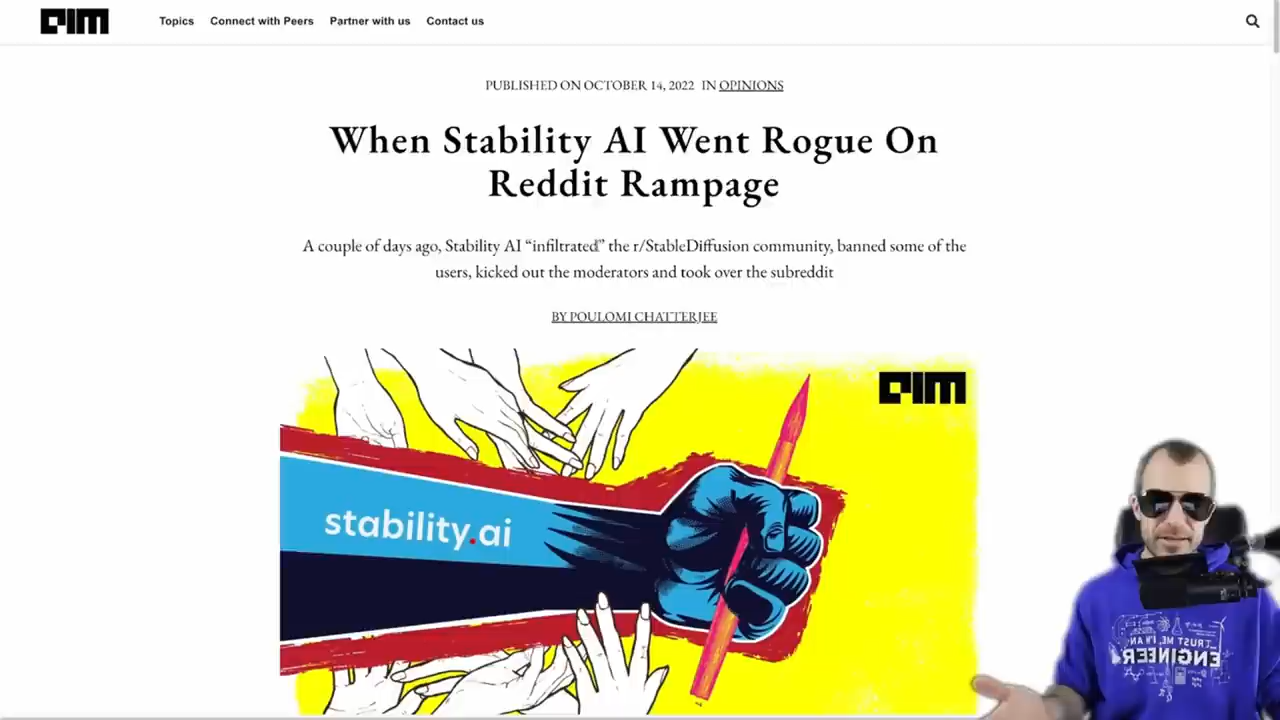 AIM
Topics Connect with Peers Partner with us Contact us
PUBLISHED ON OCTOBER 14, 2022 IN OPINIONS
When Stability AI Went Rogue On
Reddit Rampage
A couple of days ago, Stability AI “infiltrated” the r/StableDiffusion community, banned some of the
users, kicked out the moderators and took over the subreddit
BY POULOMI CHATTERJEE
AIM
stability.ai
TRUST ME, I'M AN
ENGINEER